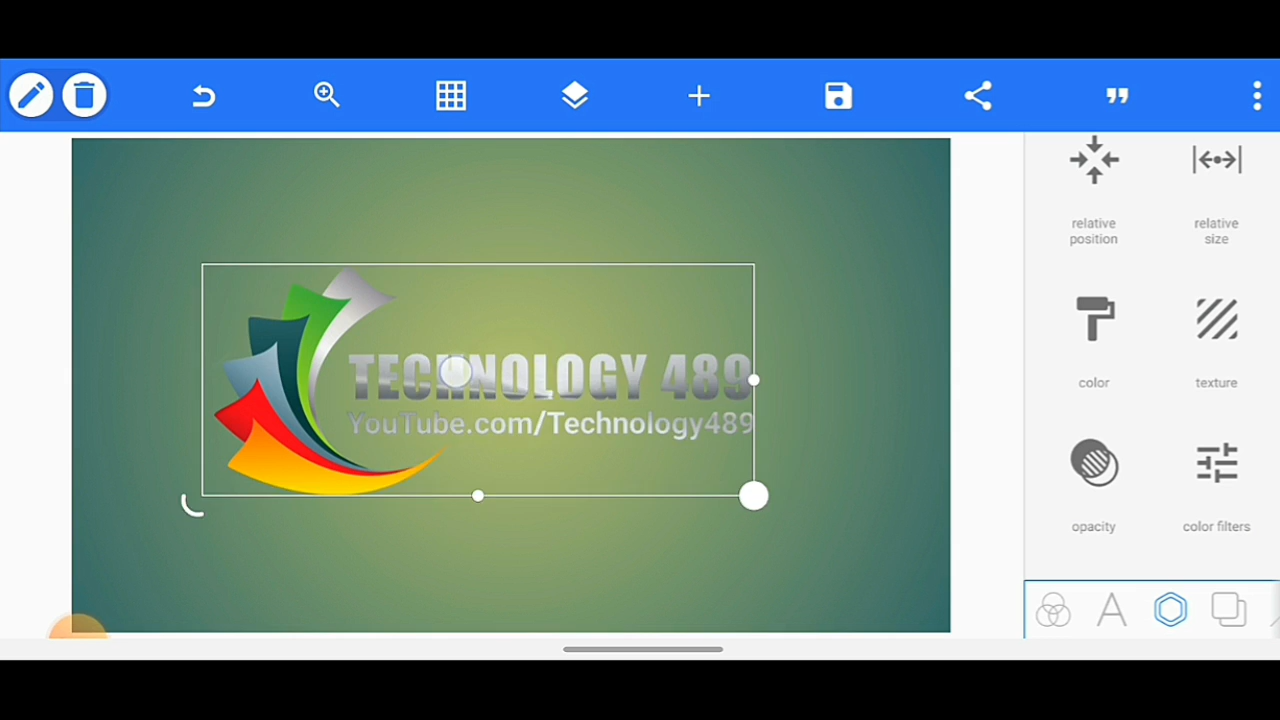 relative position
relative size
TECHNOLOGY 489
YouTube.com/Technology489
color
texture
opacity
color filters